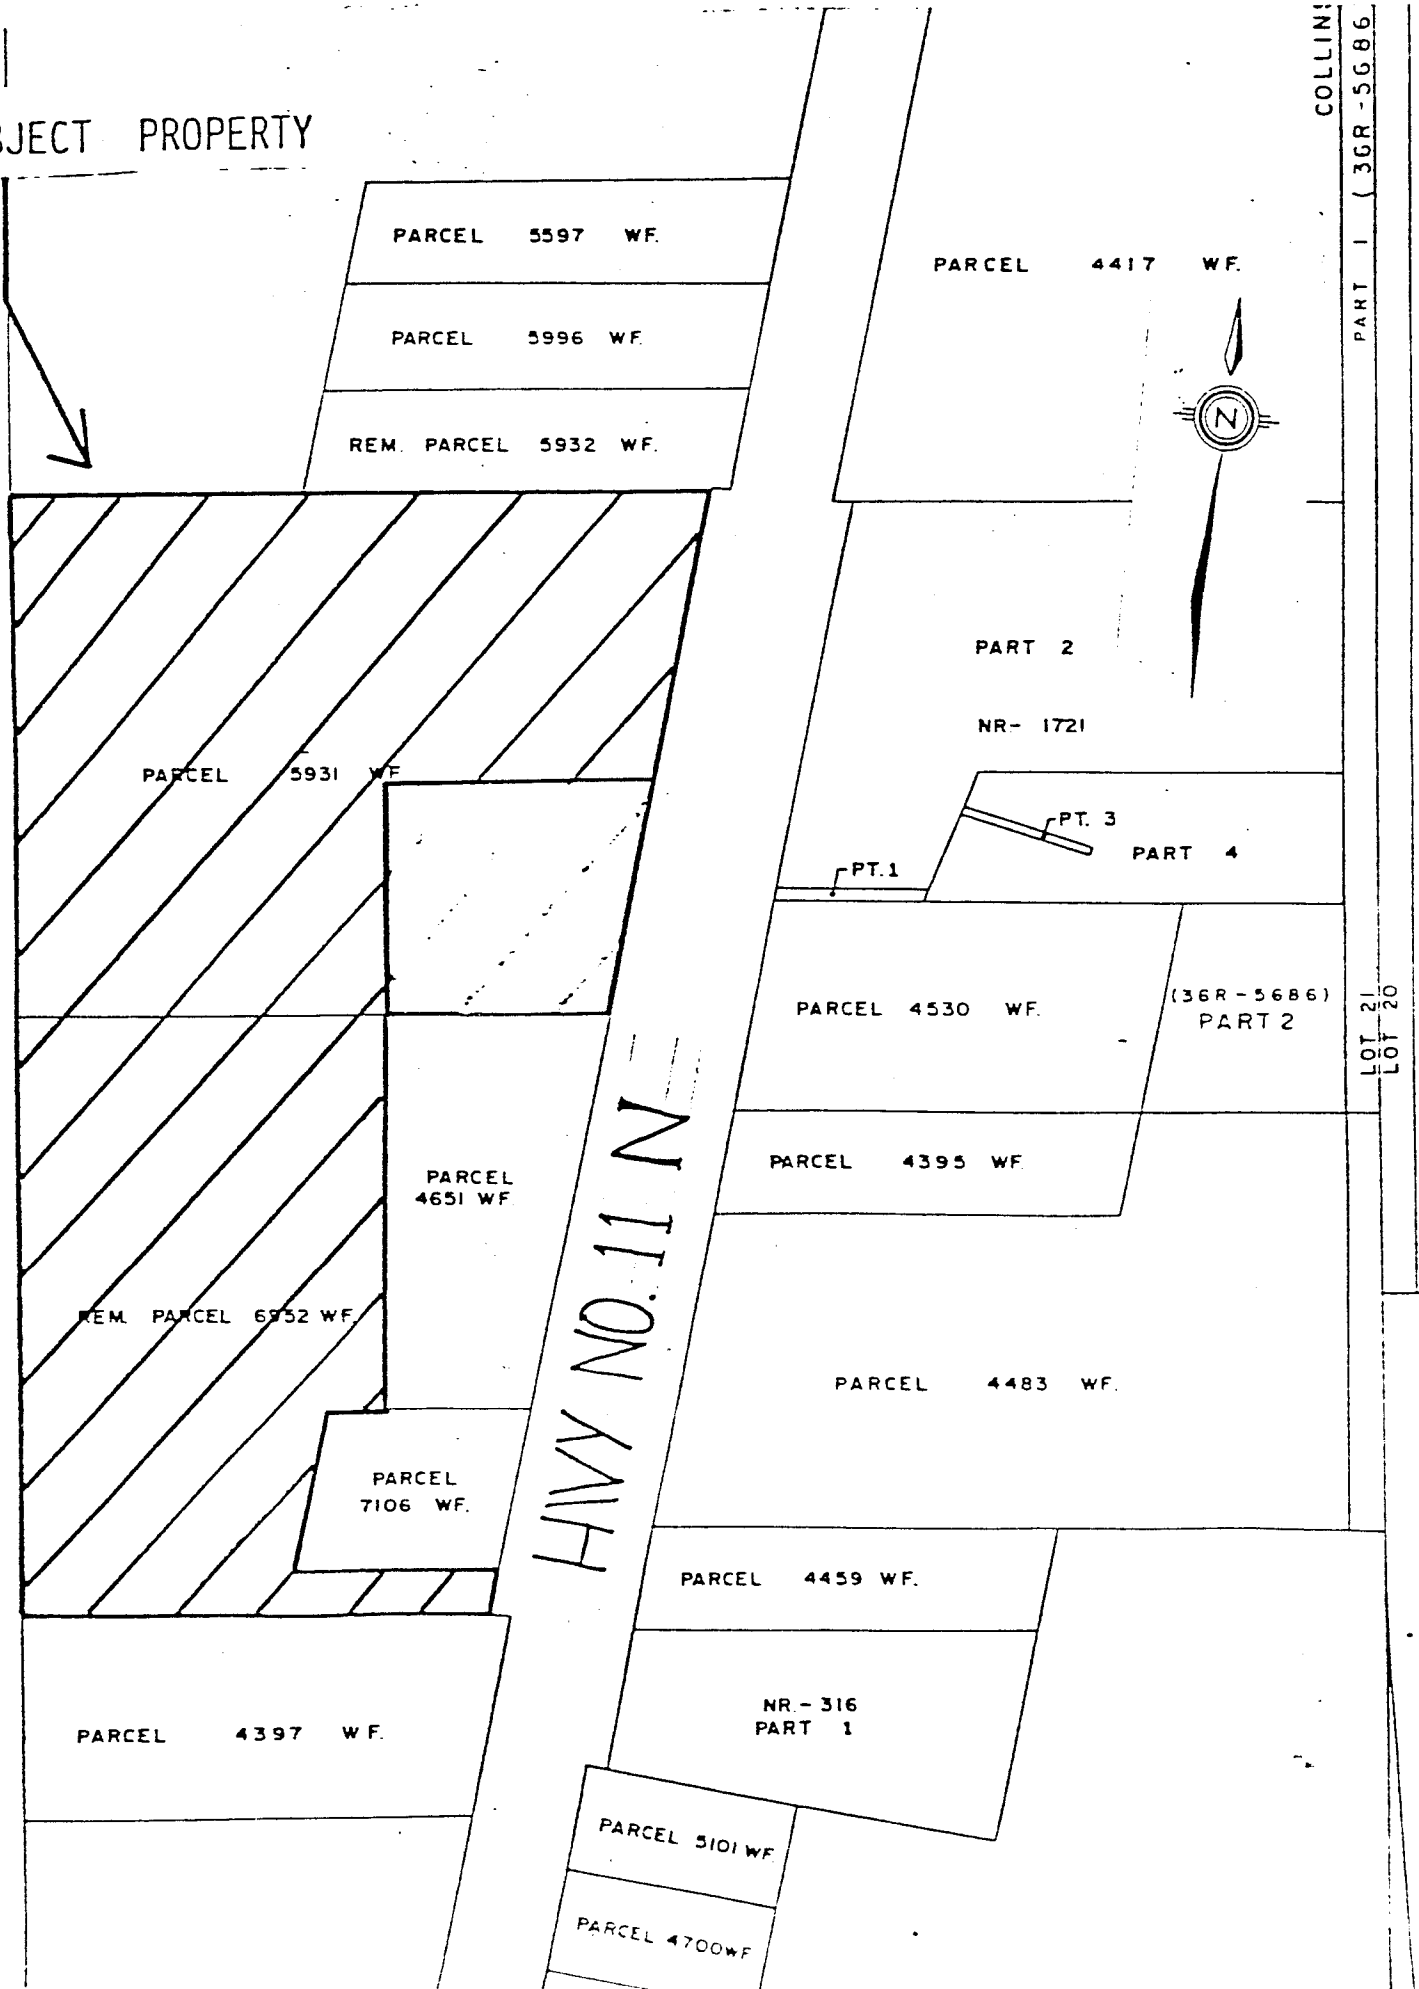 COLLIN
PART 1 (36R-5686
BJECT PROPERTY
PARCEL 5597 WF.
PARCEL 4417 WF.
PARCEL 5996 WF.
N
REM. PARCEL 5932 WF.
PART 2
NR- 1721
PARCEL 5931 WF
PT. 3
PART 4
PT.1
PARCEL 4530 WF.
(36R-5686)
PART 2
LOT 21
LOT 20
PARCEL 4395 WF.
PARCEL
4651 WF.
HWY NO. 11 N
REM. PARCEL 6952 WF.
PARCEL 4483 WF.
PARCEL
7106 WF.
PARCEL 4459 WF.
NR.-316
PART 1
PARCEL 4397 WF.
PARCEL 5101 WF.
PARCEL 4700WF